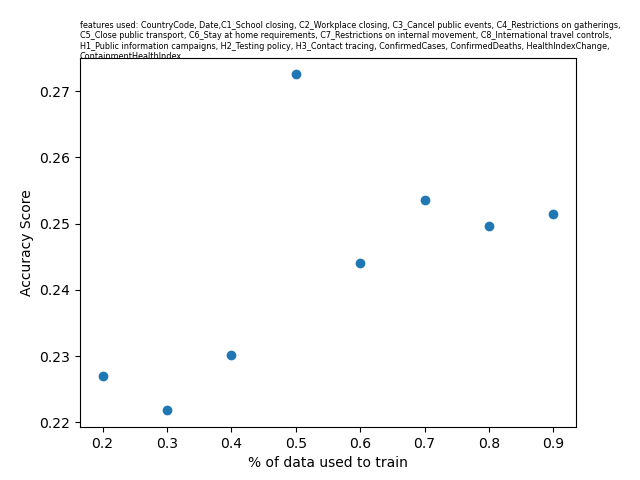 features used: CountryCode, Date,C1_School closing, C2_Workplace closing, C3_Cancel public events, C4_Restrictions on gatherings,
C5_Close public transport, C6_Stay at home requirements, C7_Restrictions on internal movement, C8_International travel controls,
H1_Public information campaigns, H2_Testing policy, H3_Contact tracing, ConfirmedCases, ConfirmedDeaths, HealthIndexChange,
ContainmentHealthIndex
0.27
0.26
0.25
0.24
0.23
0.22
Accuracy Score
0.2 0.3 0.4 0.5 0.6 0.7 0.8 0.9
% of data used to train